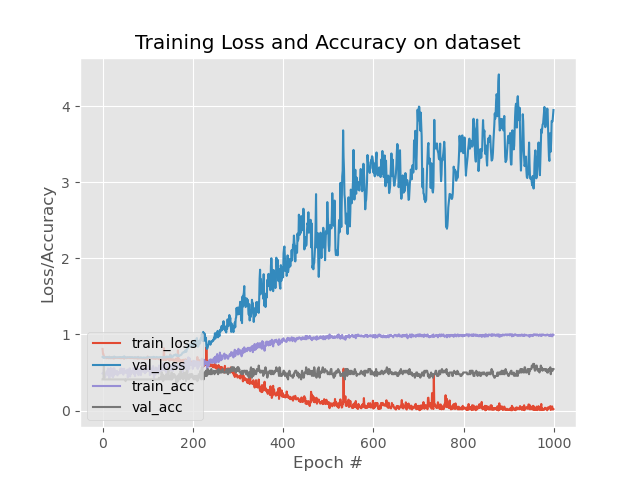 Training Loss and Accuracy on dataset
Loss/Accuracy
4
3
2
1
0
train_loss
val_loss
train_acc
val_acc
0 200 400 600 800 1000
Epoch #